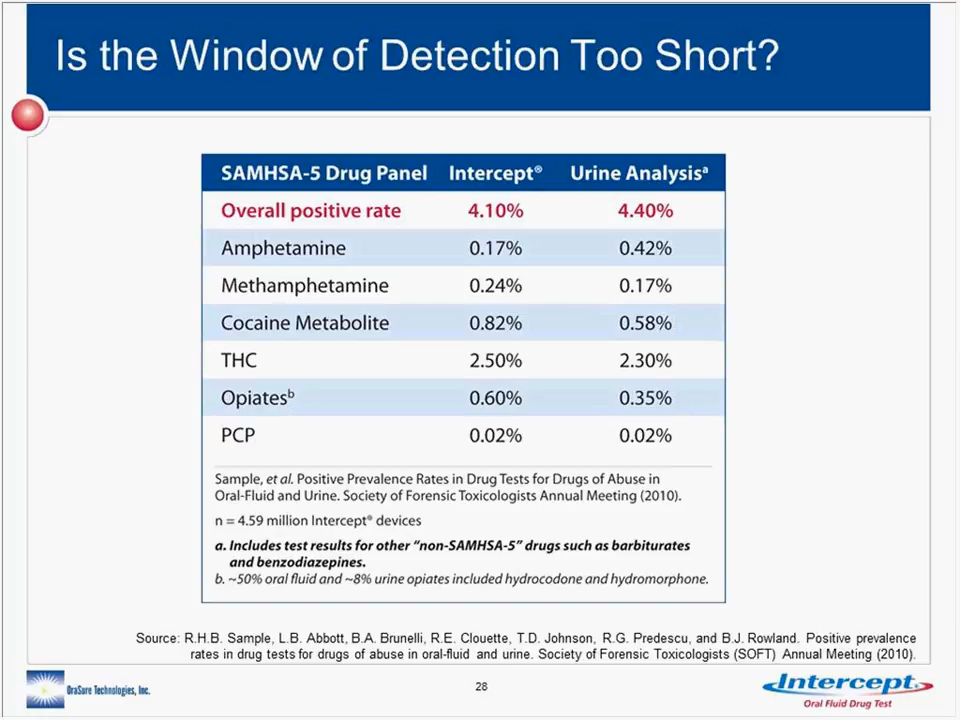 Is the Window of Detection Too Short?
SAMHSA-5 Drug Panel Intercept® Urine Analysisᵃ
Overall positive rate 4.10% 4.40%
Amphetamine 0.17% 0.42%
Methamphetamine 0.24% 0.17%
Cocaine Metabolite 0.82% 0.58%
THC 2.50% 2.30%
Opiatesᵇ 0.60% 0.35%
PCP 0.02% 0.02%
Sample, et al. Positive Prevalence Rates in Drug Tests for Drugs of Abuse in
Oral-Fluid and Urine. Society of Forensic Toxicologists Annual Meeting (2010).
n = 4.59 million Intercept® devices
a. Includes test results for other “non-SAMHSA-5” drugs such as barbiturates
and benzodiazepines.
b. ~50% oral fluid and ~8% urine opiates included hydrocodone and hydromorphone.
Source: R.H.B. Sample, L.B. Abbott, B.A. Brunelli, R.E. Clouette, T.D. Johnson, R.G. Predescu, and B.J. Rowland. Positive prevalence
rates in drug tests for drugs of abuse in oral-fluid and urine. Society of Forensic Toxicologists (SOFT) Annual Meeting (2010).
OraSure Technologies, Inc.
28
Intercept®
Oral Fluid Drug Test